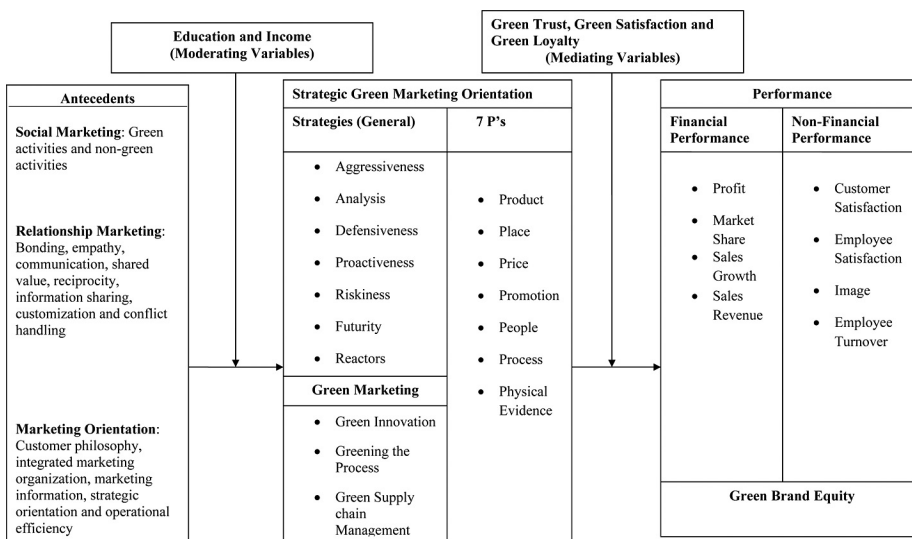 Education and Income
(Moderating Variables)
Green Trust, Green Satisfaction and
Green Loyalty
(Mediating Variables)
Antecedents
Social Marketing: Green
activities and non-green
activities
Relationship Marketing:
Bonding, empathy,
communication, shared
value, reciprocity,
information sharing,
customization and conflict
handling
Marketing Orientation:
Customer philosophy,
integrated marketing
organization, marketing
information, strategic
orientation and operational
efficiency
Strategic Green Marketing Orientation
Strategies (General)
• Aggressiveness
• Analysis
• Defensiveness
• Proactiveness
• Riskiness
• Futurity
• Reactors
Green Marketing
• Green Innovation
• Greening the
Process
• Green Supply
chain
Management
7 P's
• Product
• Place
• Price
• Promotion
• People
• Process
• Physical
Evidence
Performance
Financial
Performance
• Profit
• Market
Share
• Sales
Growth
• Sales
Revenue
Non-Financial
Performance
• Customer
Satisfaction
• Employee
Satisfaction
• Image
• Employee
Turnover
Green Brand Equity